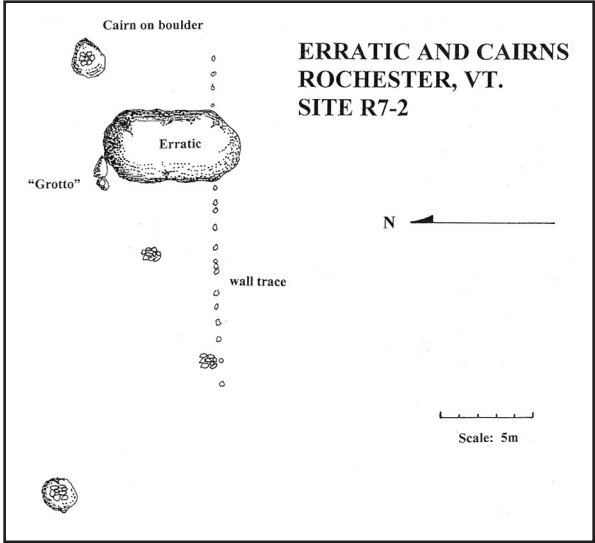 Cairn on boulder
ERRATIC AND CAIRNS
ROCHESTER, VT.
SITE R7-2
Erratic
“Grotto”
N
wall trace
Scale: 5m